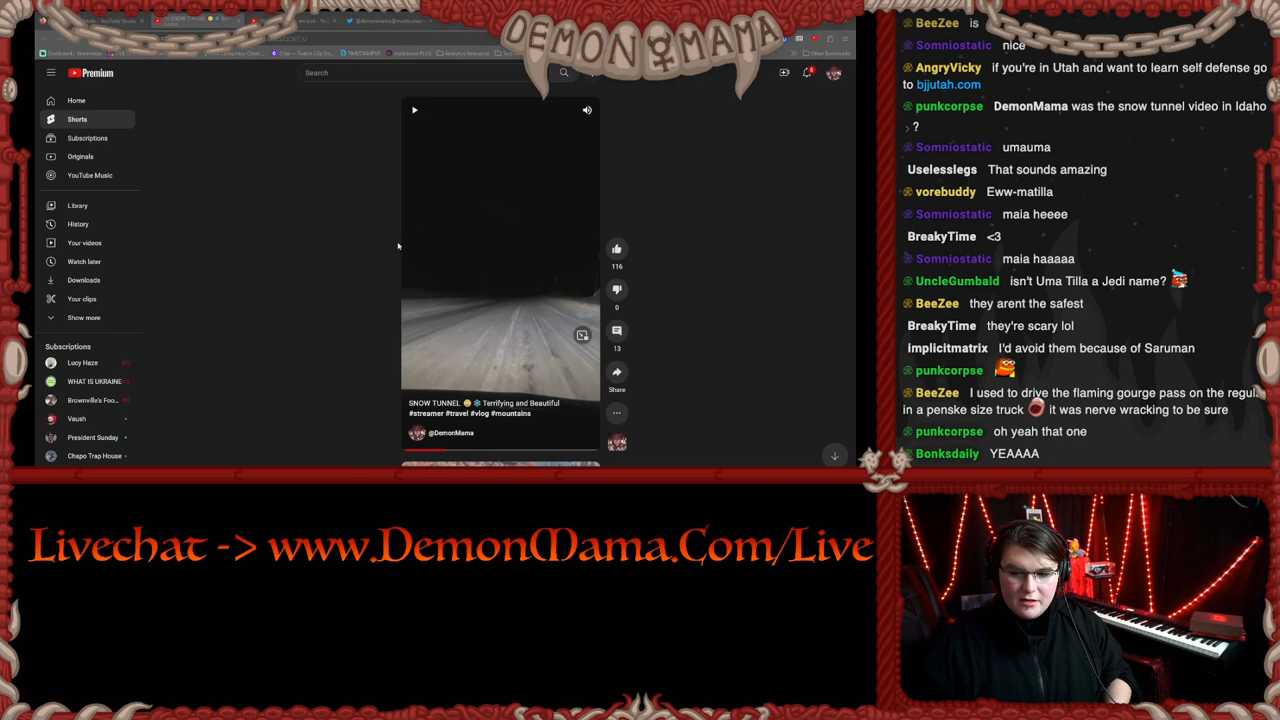 DEMON MAMA
Premium
Search
Home
Shorts
Subscriptions
Originals
YouTube Music
Library
History
Your videos
Watch later
Downloads
Your clips
Show more
Subscriptions
Lucy Haze
WHAT IS UKRAINE
Brownville's Foo...
Vaush
President Sunday
Chapo Trap House
116
0
13
Share
SNOW TUNNEL 😳 ❄️ Terrifying and Beautiful
#streamer #travel #vlog #mountains
@DemonMama
BeeZee is
Somniostatic nice
AngryVicky if you're in Utah and want to learn self defense go
to bjjutah.com
punkcorpse DemonMama was the snow tunnel video in Idaho
?
Somniostatic umauma
Uselesslegs That sounds amazing
vorebuddy Eww-matilla
Somniostatic maia heeee
BreakyTime <3
Somniostatic maia haaaaa
UncleGumbald isn't Uma Tilla a Jedi name?
BeeZee they arent the safest
BreakyTime they're scary lol
implicitmatrix I'd avoid them because of Saruman
punkcorpse
BeeZee I used to drive the flaming gourge pass on the regular
in a penske size truck it was nerve wracking to be sure
punkcorpse oh yeah that one
Bonksdaily YEAAAA
Livechat -> www.DemonMama.Com/Live